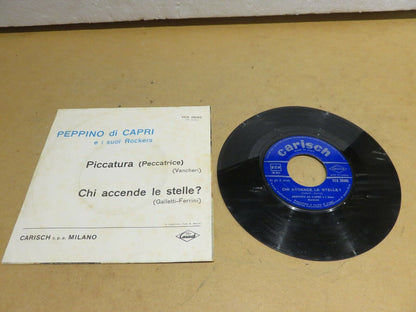 PEPPINO di CAPRI
e i suoi Rockers
Piccatura (Peccatrice)
(Vancheri)
Chi accende le stelle?
(Galletti-Ferrini)
CARISCH s.p.a. MILANO
carisch
CHI ACCENDE LE STELLE?